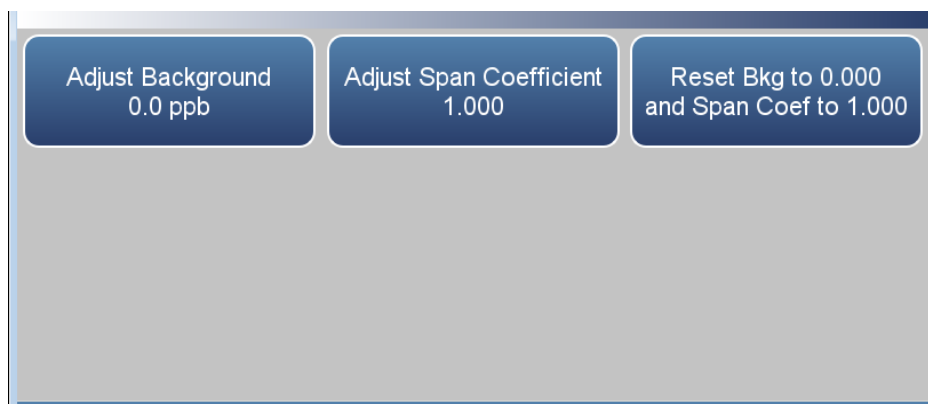 Adjust Background
0.0 ppb
Adjust Span Coefficient
1.000
Reset Bkg to 0.000
and Span Coef to 1.000